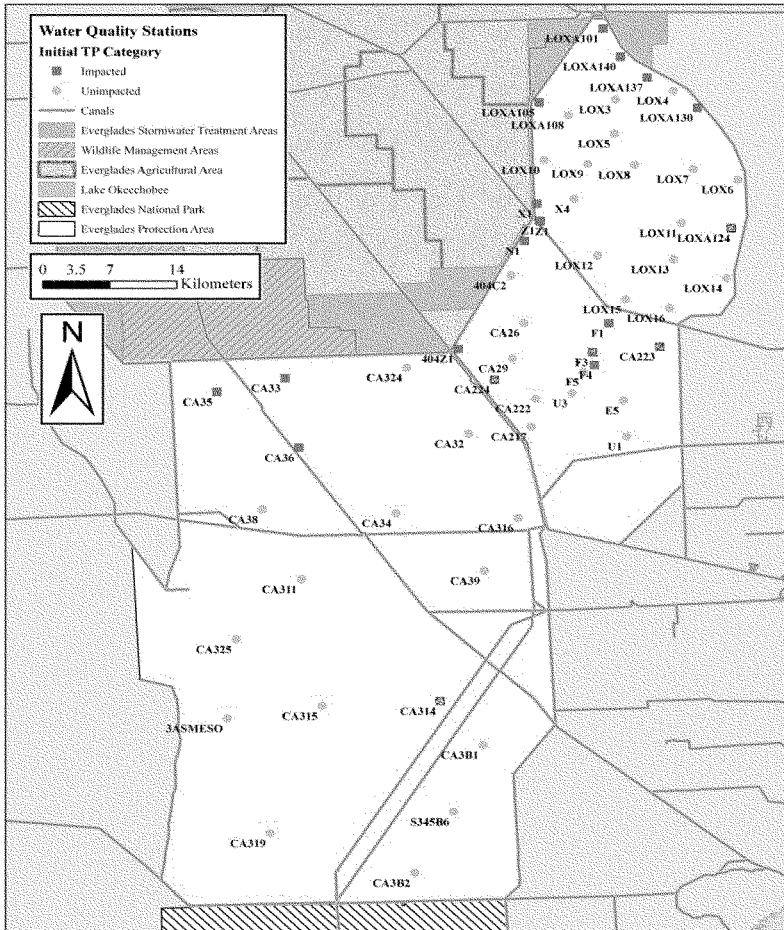 Water Quality Stations
Initial TP Category
Impacted
Unimpacted
Canals
Everglades Stormwater Treatment Areas
Wildlife Management Areas
Everglades Agricultural Area
Lake Okeechobee
Everglades National Park
Everglades Protection Area
0 3.5 7 14
Kilometers
N
LOXA101
LOXA140
LOXA137
LOX4
LOX3
LOXA105
LOXA130
LOXA108
LOX5
LOX10
LOX9
LOX8
LOX7
LOX6
X1
X4
Z1Z1
LOX11
LOXA124
N1
LOX12
LOX13
404C2
LOX14
LOX15
LOX16
CA26
F1
404Z1
CA29
F3
CA223
CA324
F4
CA33
CA224
F5
CA35
CA222
U3
E5
CA32
CA217
U1
CA36
CA38
CA34
CA316
CA311
CA39
CA325
CA315
CA314
3ASMESO
CA3B1
S345B6
CA319
CA3B2